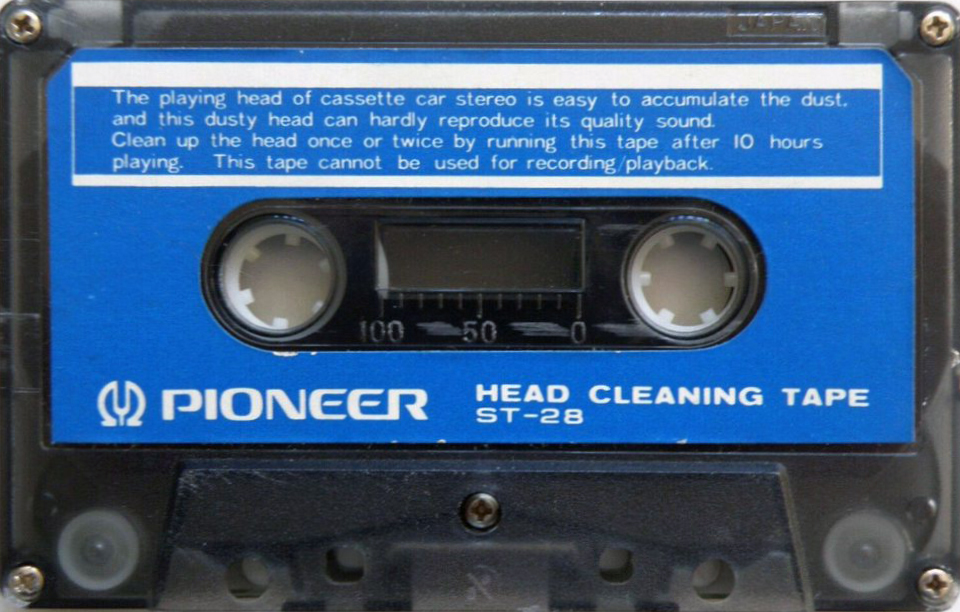 JAPAN
The playing head of cassette car stereo is easy to accumulate the dust.
and this dusty head can hardly reproduce its quality sound.
Clean up the head once or twice by running this tape after 10 hours
playing. This tape cannot be used for recording/playback.
100 50 0
PIONEER
HEAD CLEANING TAPE
ST-28